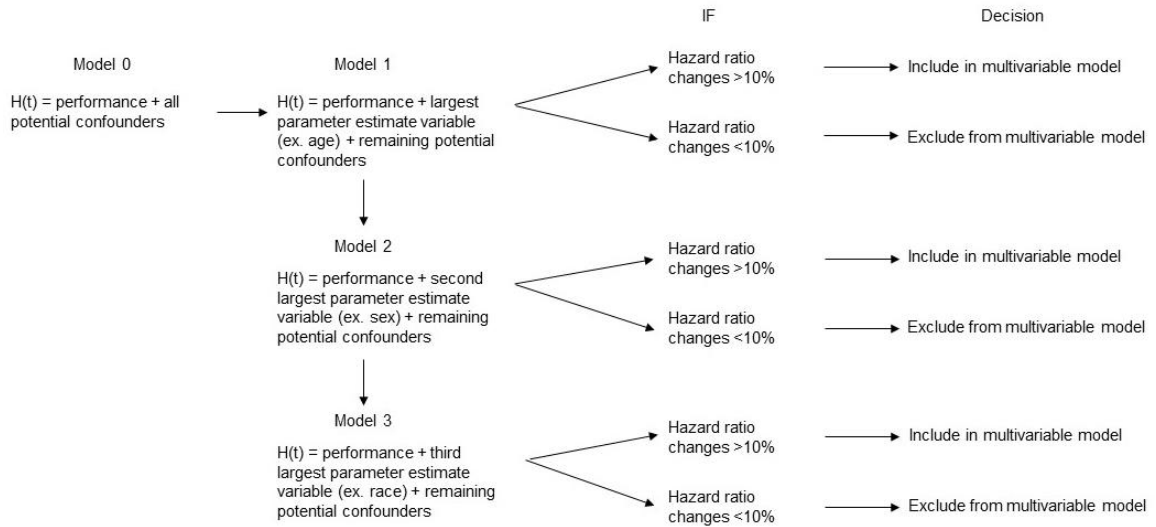 IF
Decision
Model 0
H(t) = performance + all
potential confounders
Model 1
H(t) = performance + largest
parameter estimate variable
(ex. age) + remaining potential
confounders
Hazard ratio
changes >10%
Include in multivariable model
Hazard ratio
changes <10%
Exclude from multivariable model
Model 2
H(t) = performance + second
largest parameter estimate
variable (ex. sex) + remaining
potential confounders
Hazard ratio
changes >10%
Include in multivariable model
Hazard ratio
changes <10%
Exclude from multivariable model
Model 3
H(t) = performance + third
largest parameter estimate
variable (ex. race) + remaining
potential confounders
Hazard ratio
changes >10%
Include in multivariable model
Hazard ratio
changes <10%
Exclude from multivariable model